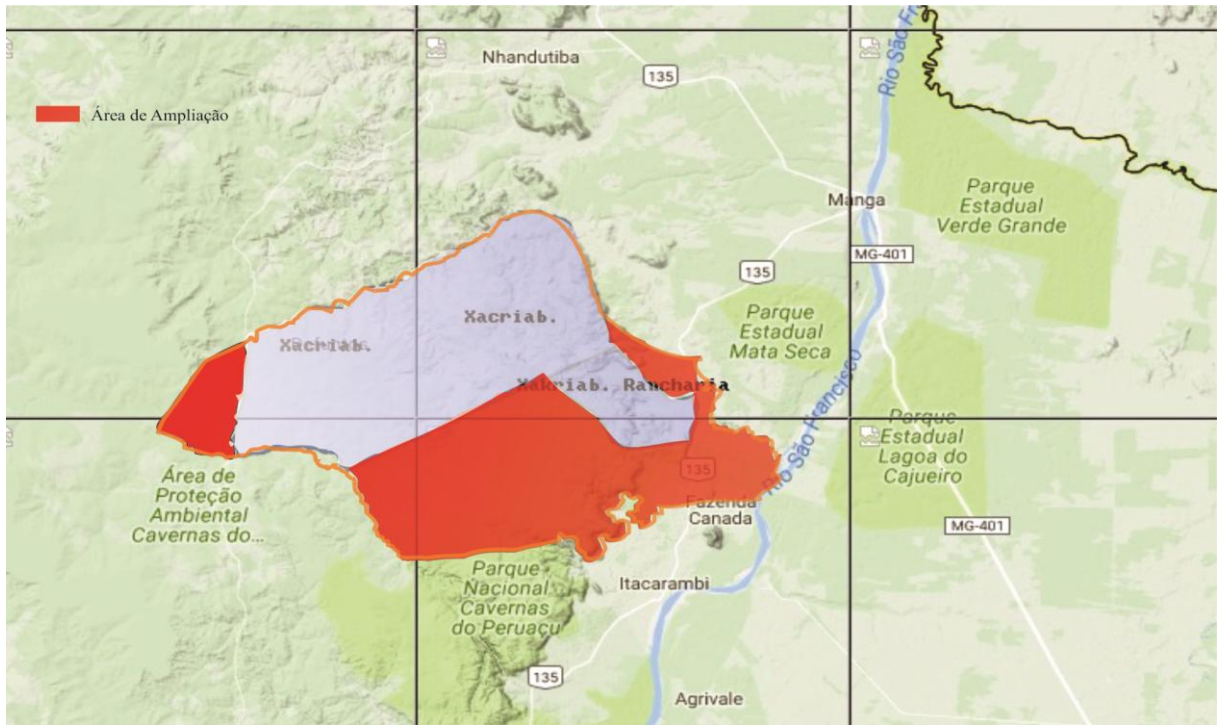 Nhandutiba
135
Rio São Fr
Área de Ampliação
Parque
Estadual
Verde Grande
Manga
MG-401
135
Xacriab.
Xacriab.
Parque
Estadual
Mata Seca
Xakriab. Rancharia
Rio São Francisco
Parque
Estadual
Lagoa do
Cajueiro
Área de
Proteção
Ambiental
Cavernas do...
135
Fazenda
Canada
MG-401
Parque
Nacional
Cavernas
do Peruaçu
Itacarambi
135
Agrivale